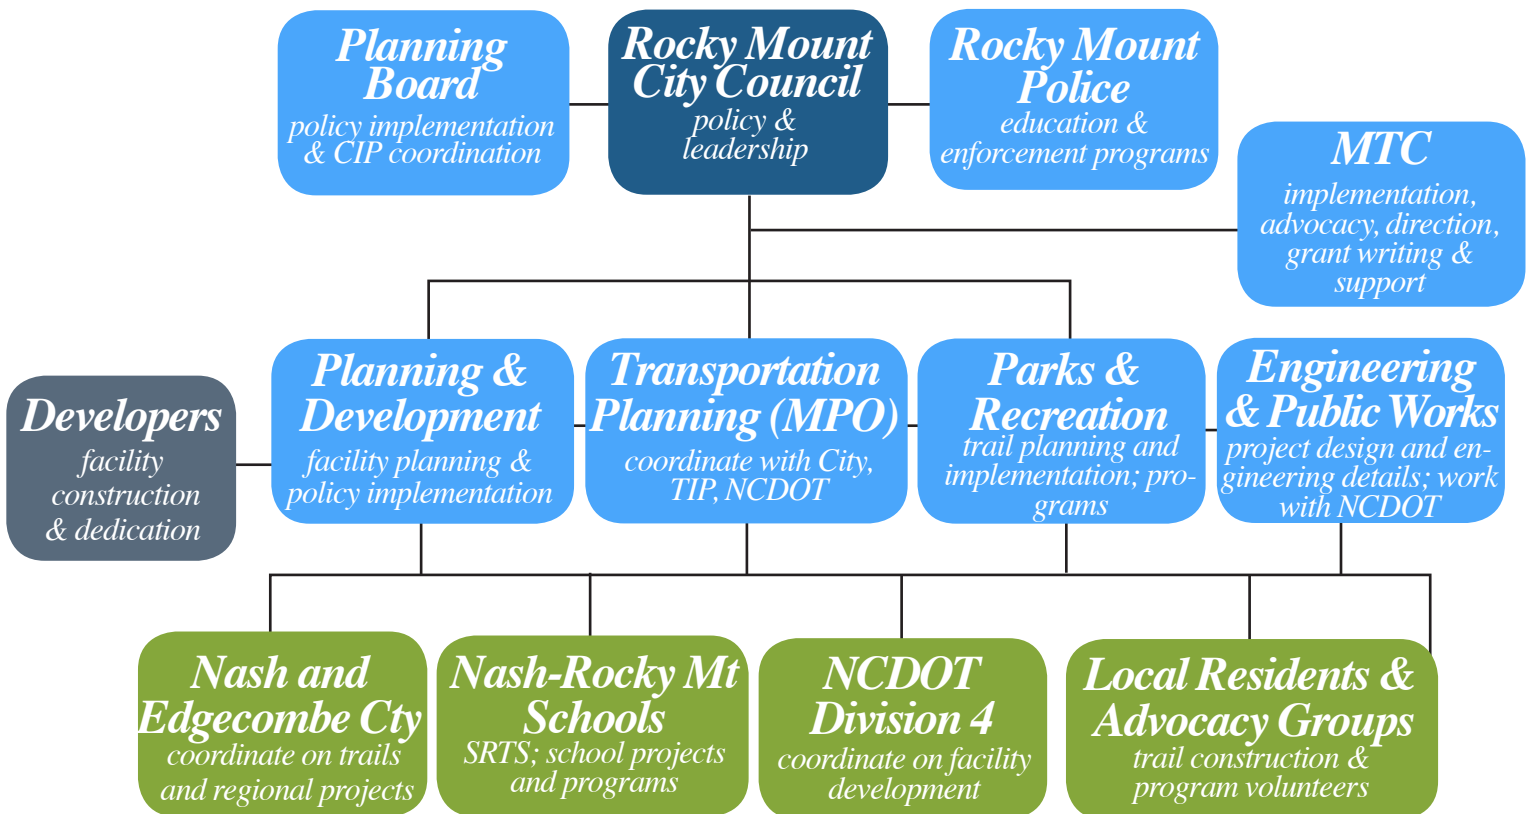 Planning
Board
policy implementation
& CIP coordination
Rocky Mount
City Council
policy &
leadership
Rocky Mount
Police
education &
enforcement programs
MTC
implementation,
advocacy, direction,
grant writing &
support
Developers
facility
construction
& dedication
Planning &
Development
facility planning &
policy implementation
Transportation
Planning (MPO)
coordinate with City,
TIP, NCDOT
Parks &
Recreation
trail planning and
implementation; pro-
grams
Engineering
& Public Works
project design and en-
gineering details; work
with NCDOT
Nash and
Edgecombe Cty
coordinate on trails
and regional projects
Nash-Rocky Mt
Schools
SRTS; school projects
and programs
NCDOT
Division 4
coordinate on facility
development
Local Residents &
Advocacy Groups
trail construction &
program volunteers